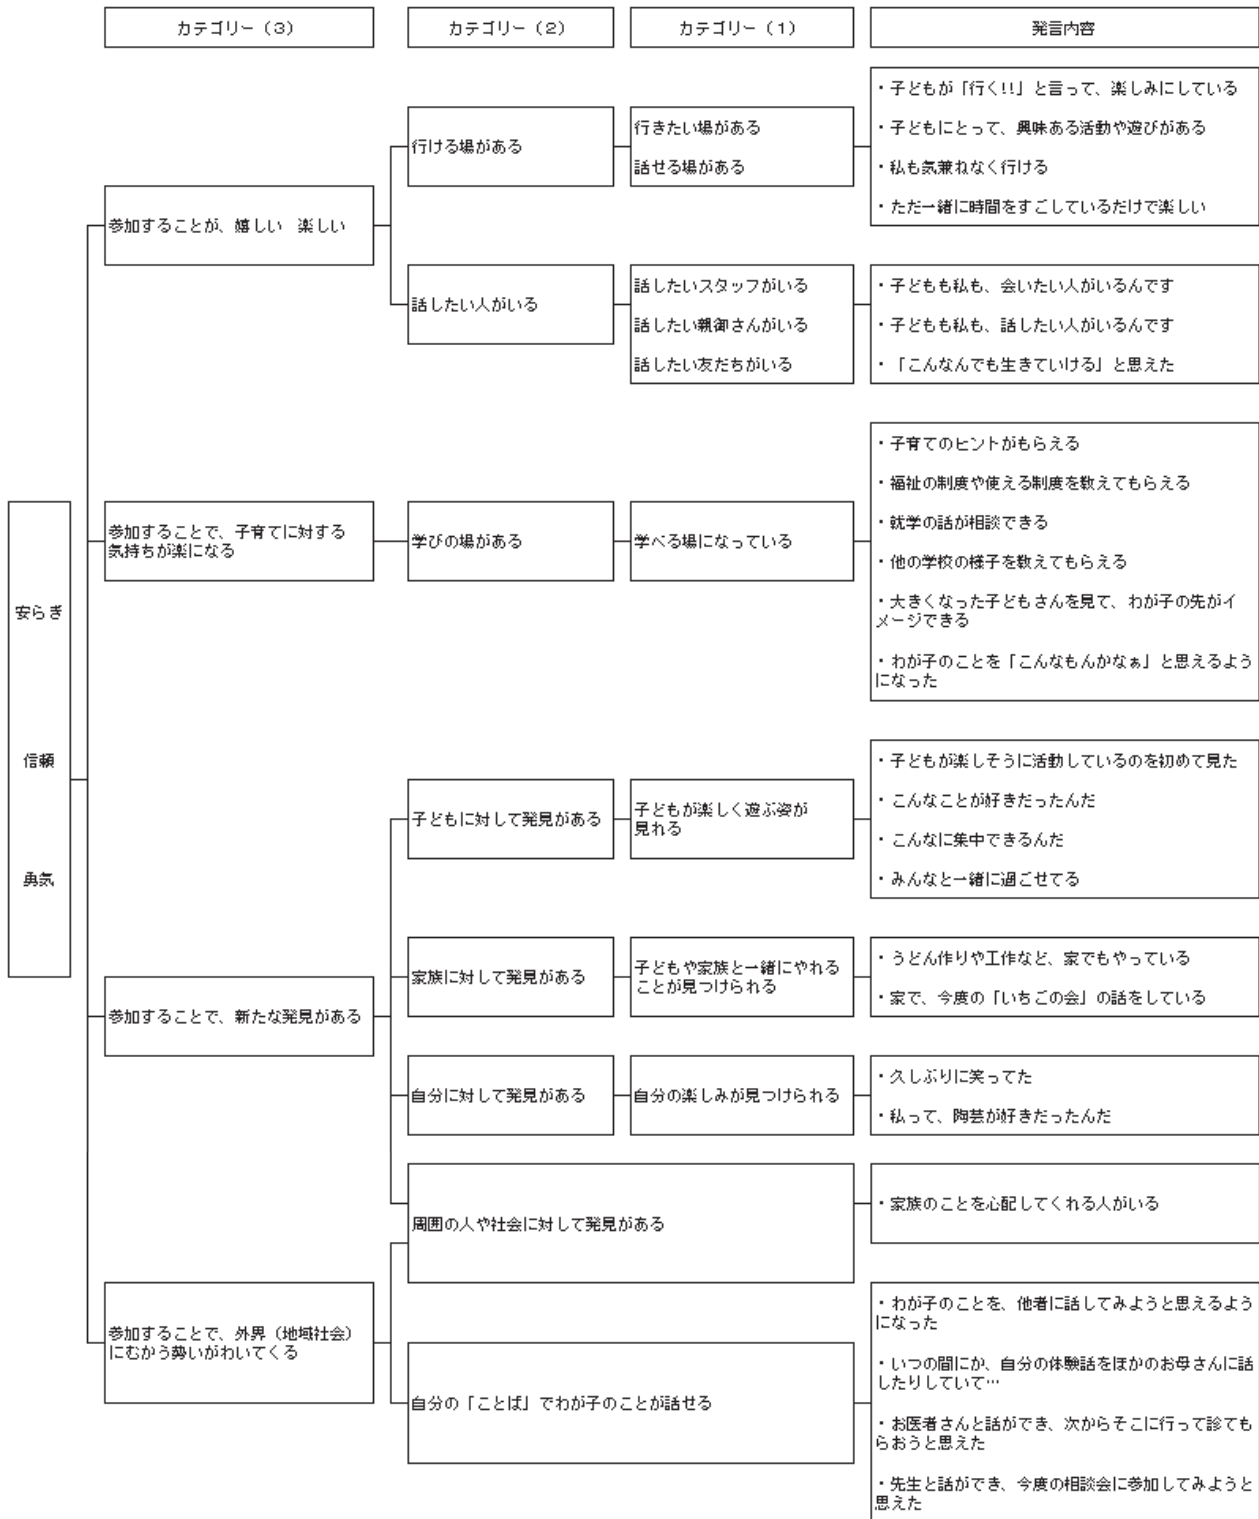 カテゴリー（3）
カテゴリー（2）
カテゴリー（1）
発言内容
安らぎ
信頼
勇気
参加することが、嬉しい　楽しい
行ける場がある
行きたい場がある
話せる場がある
・子どもが「行く!!」と言って、楽しみにしている
・子どもにとって、興味ある活動や遊びがある
・私も気兼ねなく行ける
・ただ一緒に時間をすごしているだけで楽しい
話したい人がいる
話したいスタッフがいる
話したい親御さんがいる
話したい友だちがいる
・子どもも私も、会いたい人がいるんです
・子どもも私も、話したい人がいるんです
・「こんなんでも生きていける」と思えた
参加することで、子育てに対する
気持ちが楽になる
学びの場がある
学べる場になっている
・子育てのヒントがもらえる
・福祉の制度や使える制度を教えてもらえる
・就学の話が相談できる
・他の学校の様子を教えてもらえる
・大きくなった子どもさんを見て、わが子の先がイ
メージできる
・わが子のことを「こんなもんかなぁ」と思えるよう
になった
参加することで、新たな発見がある
子どもに対して発見がある
子どもが楽しく遊ぶ姿が
見れる
・子どもが楽しそうに活動しているのを初めて見た
・こんなことが好きだったんだ
・こんなに集中できるんだ
・みんなと一緒に過ごせてる
家族に対して発見がある
子どもや家族と一緒にやれる
ことが見つけられる
・うどん作りや工作など、家でもやっている
・家で、今度の「いちごの会」の話をしている
自分に対して発見がある
自分の楽しみが見つけられる
・久しぶりに笑ってた
・私って、陶芸が好きだったんだ
周囲の人や社会に対して発見がある
・家族のことを心配してくれる人がいる
参加することで、外界（地域社会）
にむかう勢いがわいてくる
自分の「ことば」でわが子のことが話せる
・わが子のことを、他者に話してみようと思えるよう
になった
・いつの間にか、自分の体験話をほかのお母さんに話
したりしていて…
・お医者さんと話ができ、次からそこに行って診ても
らおうと思えた
・先生と話ができ、今度の相談会に参加してみようと
思えた